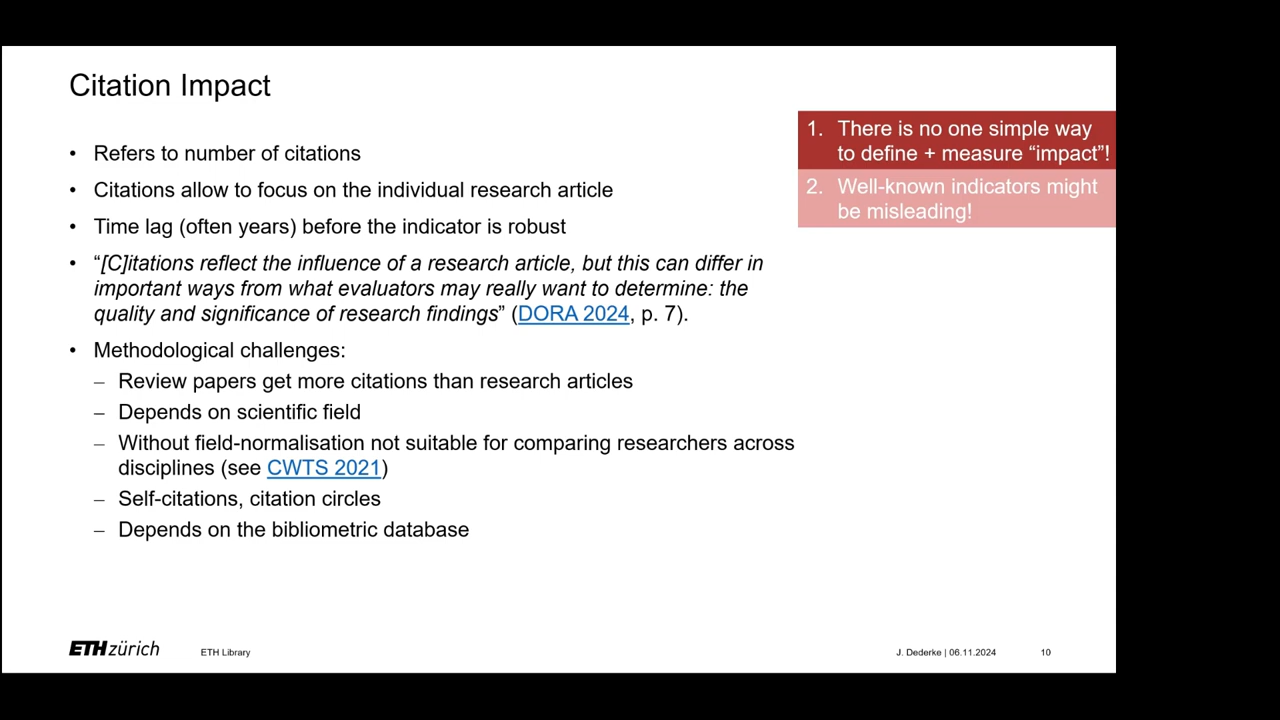 Citation Impact
• Refers to number of citations
• Citations allow to focus on the individual research article
• Time lag (often years) before the indicator is robust
• “[C]itations reflect the influence of a research article, but this can differ in
important ways from what evaluators may really want to determine: the
quality and significance of research findings” (DORA 2024, p. 7).
• Methodological challenges:
– Review papers get more citations than research articles
– Depends on scientific field
– Without field-normalisation not suitable for comparing researchers across
disciplines (see CWTS 2021)
– Self-citations, citation circles
– Depends on the bibliometric database
1. There is no one simple way
to define + measure “impact”!
2. Well-known indicators might
be misleading!
ETH zürich
ETH Library
J. Dederke | 06.11.2024
10